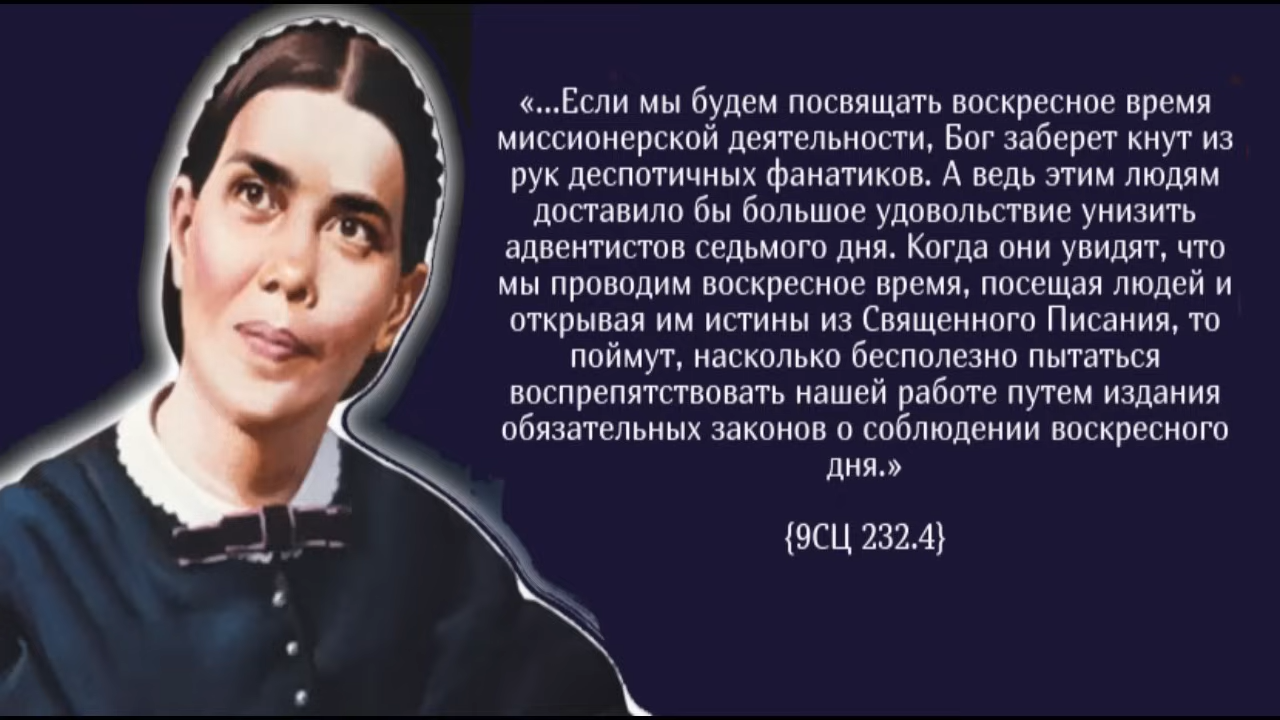 «...Если мы будем посвящать воскресное время
миссионерской деятельности, Бог заберет кнут из
рук деспотичных фанатиков. А ведь этим людям
доставило бы большое удовольствие унизить
адвентистов седьмого дня. Когда они увидят, что
мы проводим воскресное время, посещая людей и
открывая им истины из Священного Писания, то
поймут, насколько бесполезно пытаться
воспрепятствовать нашей работе путем издания
обязательных законов о соблюдении воскресного
дня.»
{9СЦ 232.4}